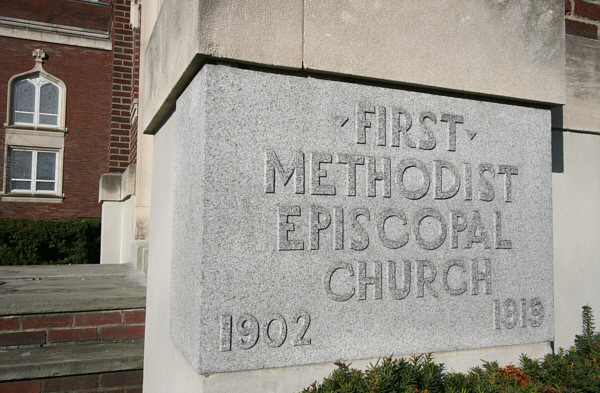 FIRST
METHODIST
EPISCOPAL
CHURCH
1902 1919